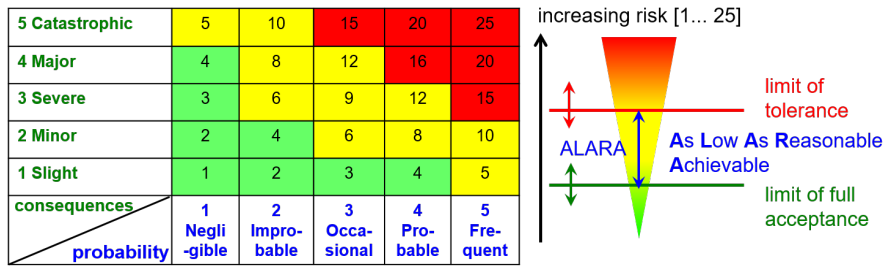 5 Catastrophic 5 10 15 20 25
4 Major 4 8 12 16 20
3 Severe 3 6 9 12 15
2 Minor 2 4 6 8 10
1 Slight 1 2 3 4 5
consequences
probability
1 Negli -gible
2 Impro- bable
3 Occa- sional
4 Pro- bable
5 Fre- quent
increasing risk [1... 25]
limit of
tolerance
ALARA
As Low As Reasonable
Achievable
limit of full
acceptance